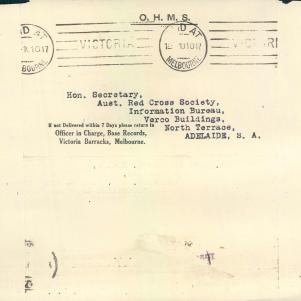 O. H. M. S.
VICTORIA
MELBOURNE
MELBOURNE
Hon. Secretary,
Aust. Red Cross Society,
Information Bureau,
Verco Buildings,
North Terrace,
ADELAIDE, S. A.
If not Delivered within 7 Days please return to
Officer in Charge, Base Records,
Victoria Barracks, Melbourne.